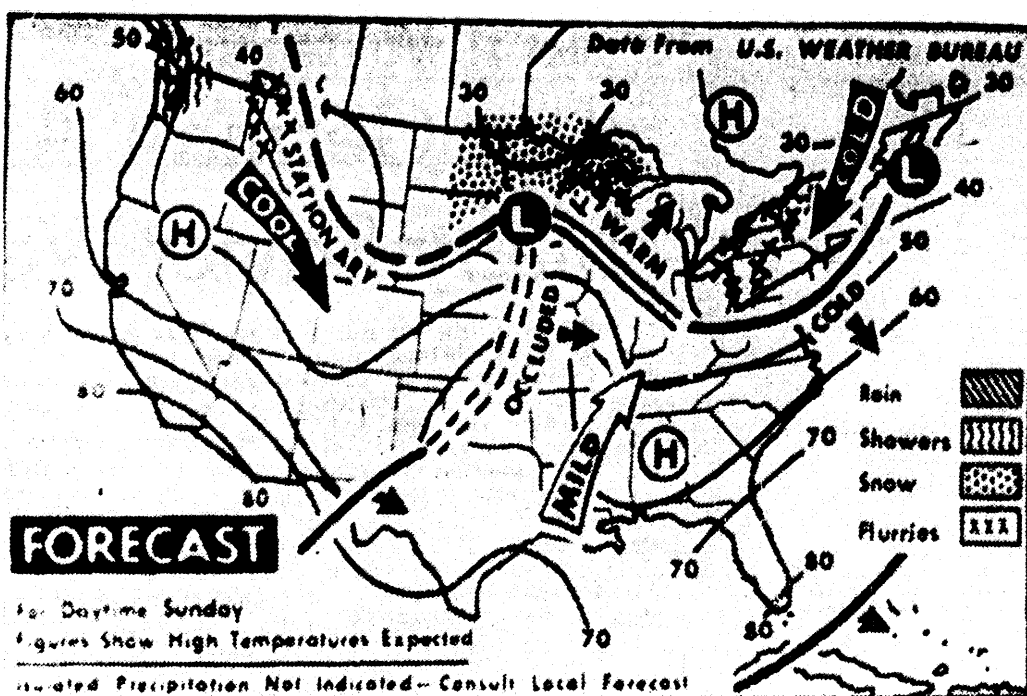 Data From U.S. WEATHER BUREAU
50
40
60
30
30
30
30
H
COLD
L
STATIONARY
COOL
L
WARM
40
H
50
70
60
OCCLUDED
COLD
80
Rain
MILD
H
70
Showers
80
Snow
FORECAST
Flurries
70
80
For Daytime Sunday
Figures Show High Temperatures Expected
70
80
Isolated Precipitation Not Indicated - Consult Local Forecast